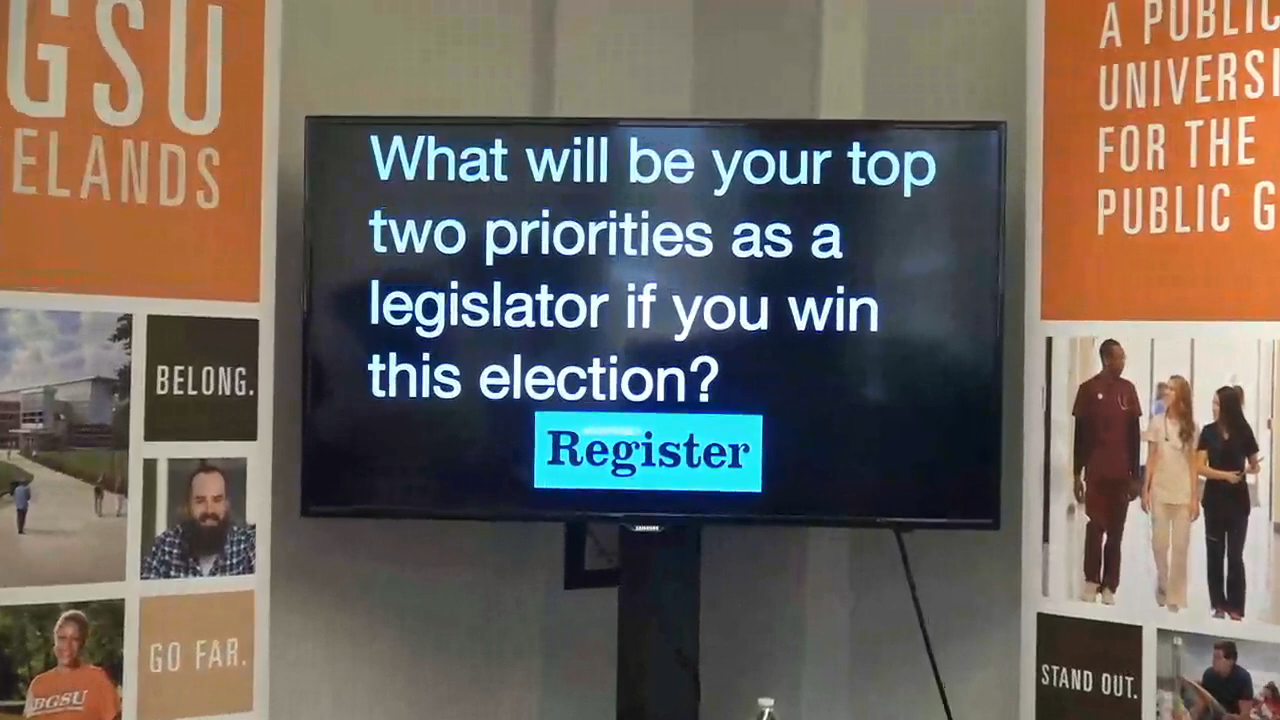 GSU
ELANDS
BELONG.
GO FAR.
BGSU
What will be your top
two priorities as a
legislator if you win
this election?
Register
SAMSUNG
A PUBLIC
UNIVERSI
FOR THE
PUBLIC G
STAND OUT.